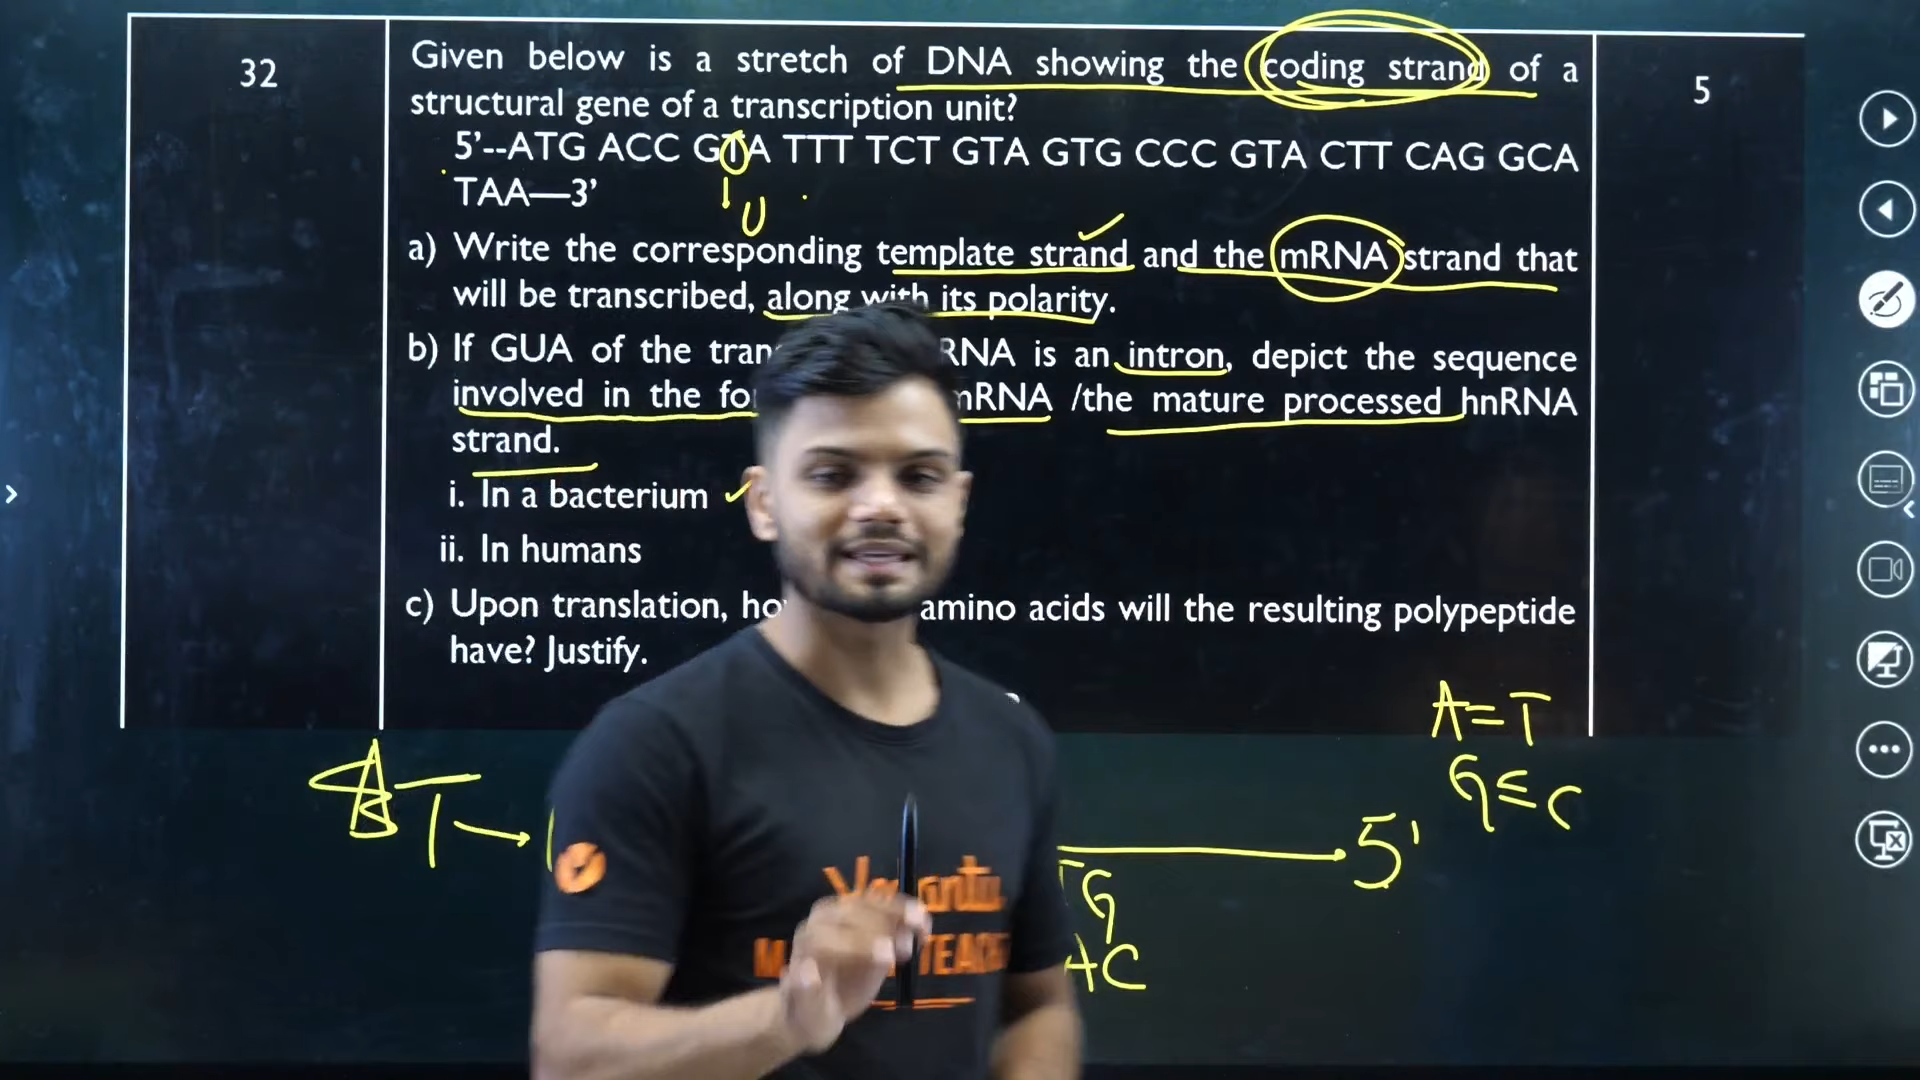 32
Given below is a stretch of DNA showing the coding strand of a
5
structural gene of a transcription unit?
5'--ATG ACC GTA TTT TCT GTA GTG CCC GTA CTT CAG GCA
TAA—3'
U
a) Write the corresponding template strand and the mRNA strand that
will be transcribed, along with its polarity.
b) If GUA of the RNA is an intron, depict the sequence
involved in the mRNA /the mature processed hnRNA
strand.
i. In a bacterium
ii. In humans
c) Upon translation, amino acids will the resulting polypeptide
have? Justify.
A=T
G≡C
T
5'
G
AC
TEACH